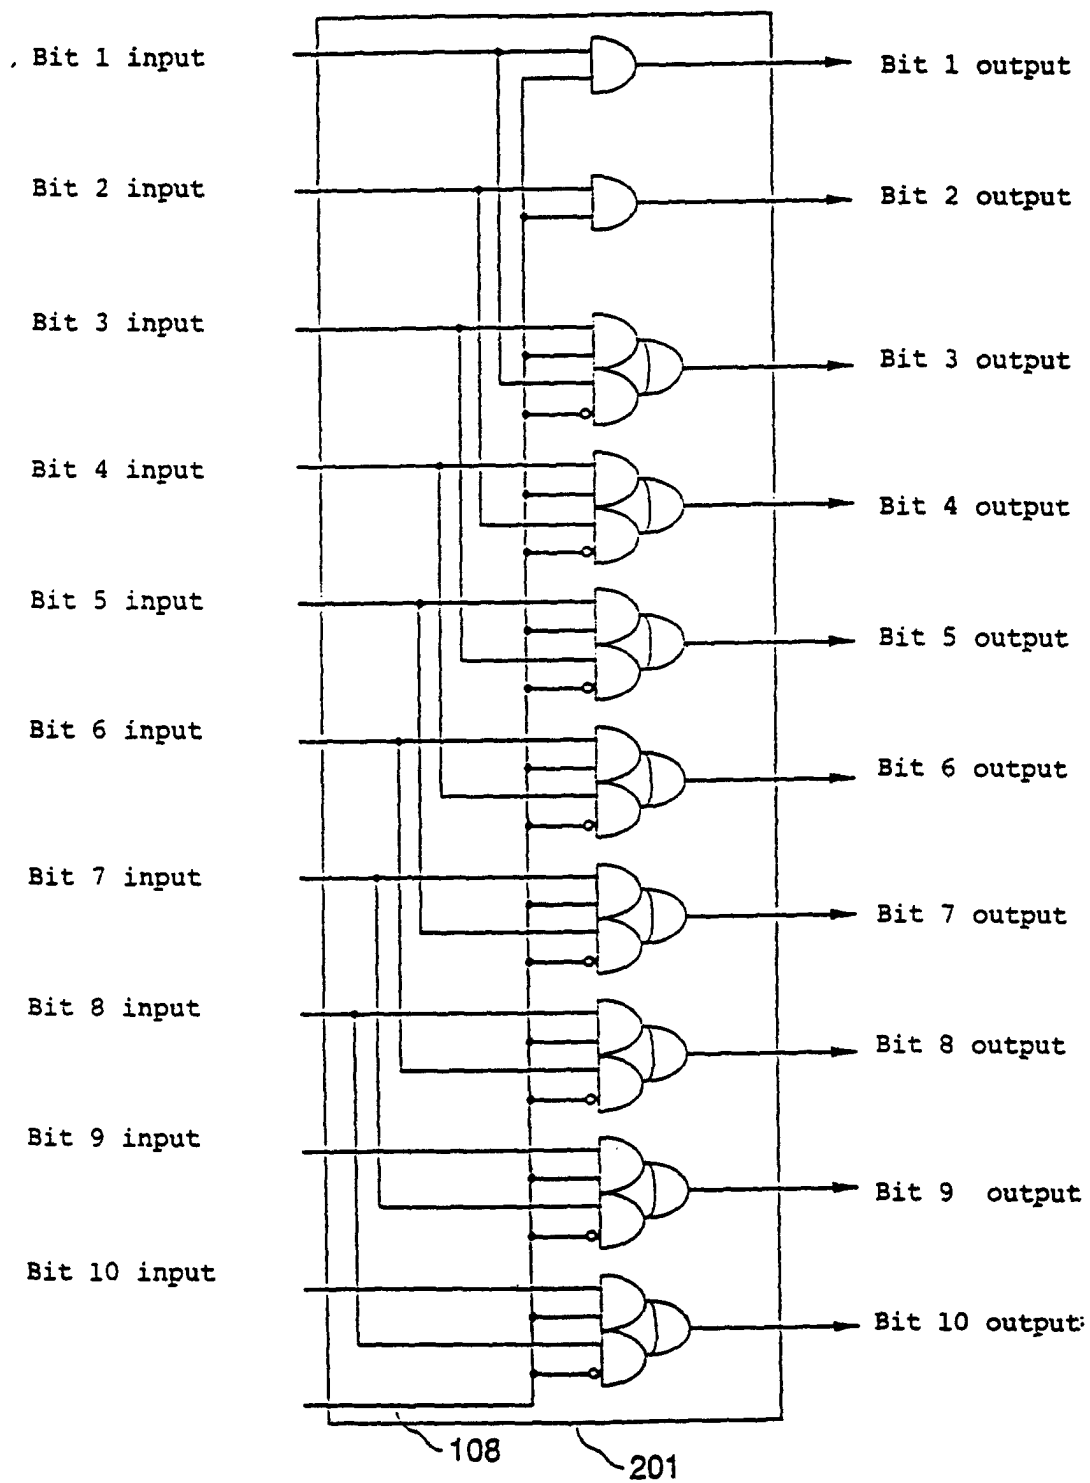 Bit 1 input
Bit 1 output
Bit 2 input
Bit 2 output
Bit 3 input
Bit 3 output
Bit 4 input
Bit 4 output
Bit 5 input
Bit 5 output
Bit 6 input
Bit 6 output
Bit 7 input
Bit 7 output
Bit 8 input
Bit 8 output
Bit 9 input
Bit 9 output
Bit 10 input
Bit 10 output
108
201